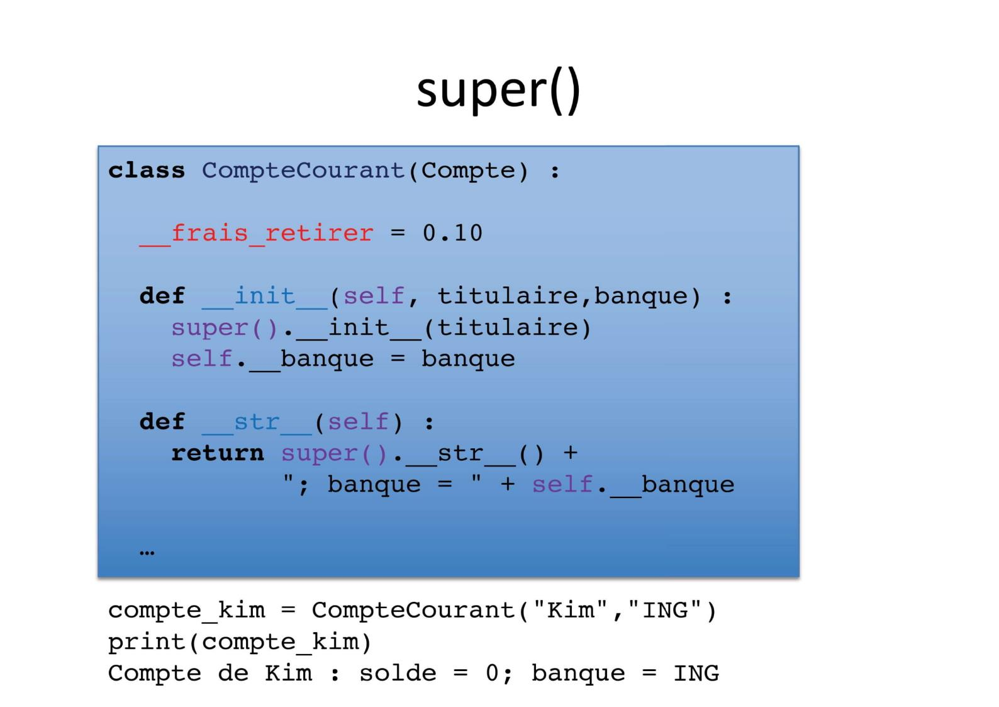 super()
class CompteCourant(Compte) :
__frais_retirer = 0.10
def __init__(self, titulaire,banque) :
super().__init__(titulaire)
self.__banque = banque
def __str__(self) :
return super().__str__() +
"; banque = " + self.__banque
…
compte_kim = CompteCourant("Kim","ING")
print(compte_kim)
Compte de Kim : solde = 0; banque = ING